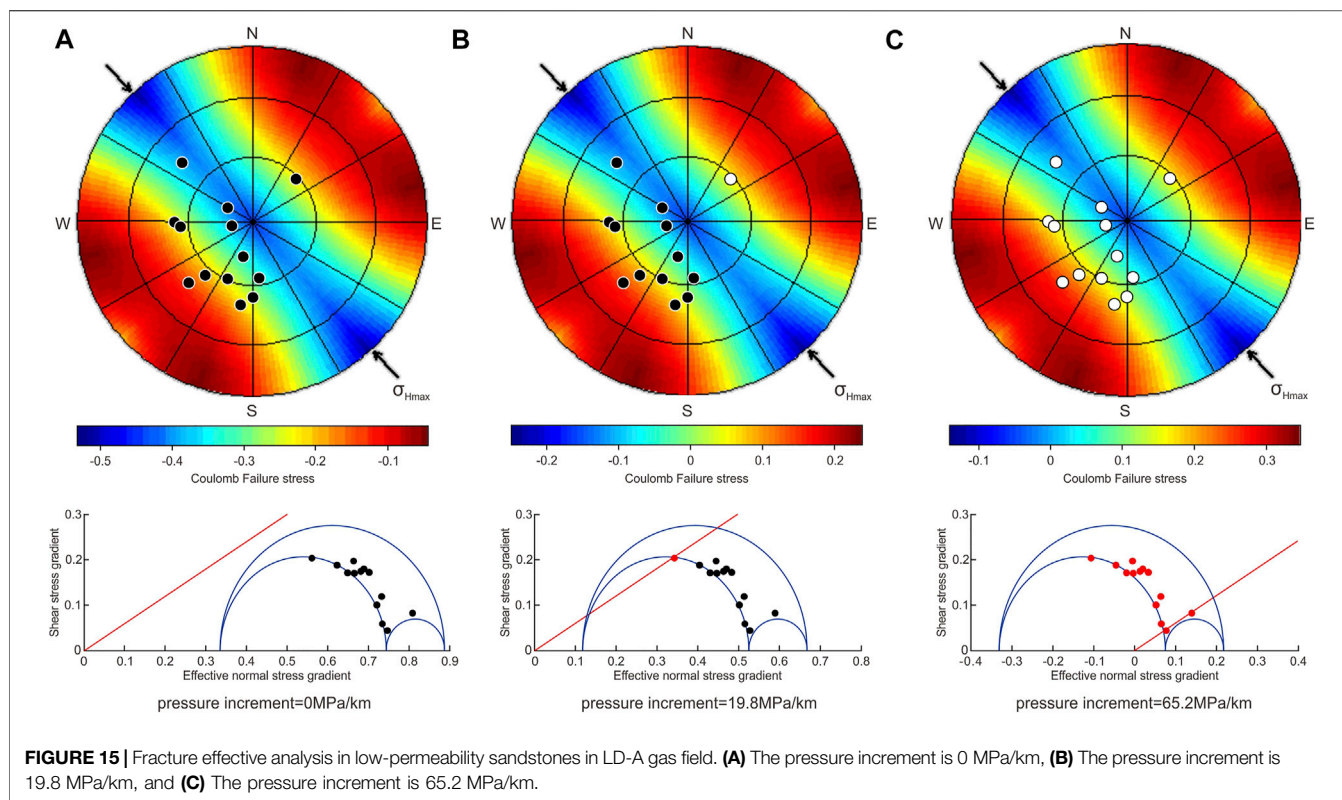 A
N
W
E
S
σHmax
-0.5 -0.4 -0.3 -0.2 -0.1
Coulomb Failure stress
B
N
W
E
S
σHmax
-0.2 -0.1 0 0.1 0.2
Coulomb Failure stress
C
N
W
E
S
σHmax
-0.1 0 0.1 0.2 0.3
Coulomb Failure stress
Shear stress gradient
0.3
0.2
0.1
0
0 0.1 0.2 0.3 0.4 0.5 0.6 0.7 0.8 0.9
Effective normal stress gradient
pressure increment=0MPa/km
Shear stress gradient
0.3
0.2
0.1
0
0 0.1 0.2 0.3 0.4 0.5 0.6 0.7 0.8
Effective normal stress gradient
pressure increment=19.8MPa/km
Shear stress gradient
0.3
0.2
0.1
0
-0.4 -0.3 -0.2 -0.1 0 0.1 0.2 0.3 0.4
Effective normal stress gradient
pressure increment=65.2MPa/km
FIGURE 15 | Fracture effective analysis in low-permeability sandstones in LD-A gas field. (A) The pressure increment is 0 MPa/km, (B) The pressure increment is
19.8 MPa/km, and (C) The pressure increment is 65.2 MPa/km.